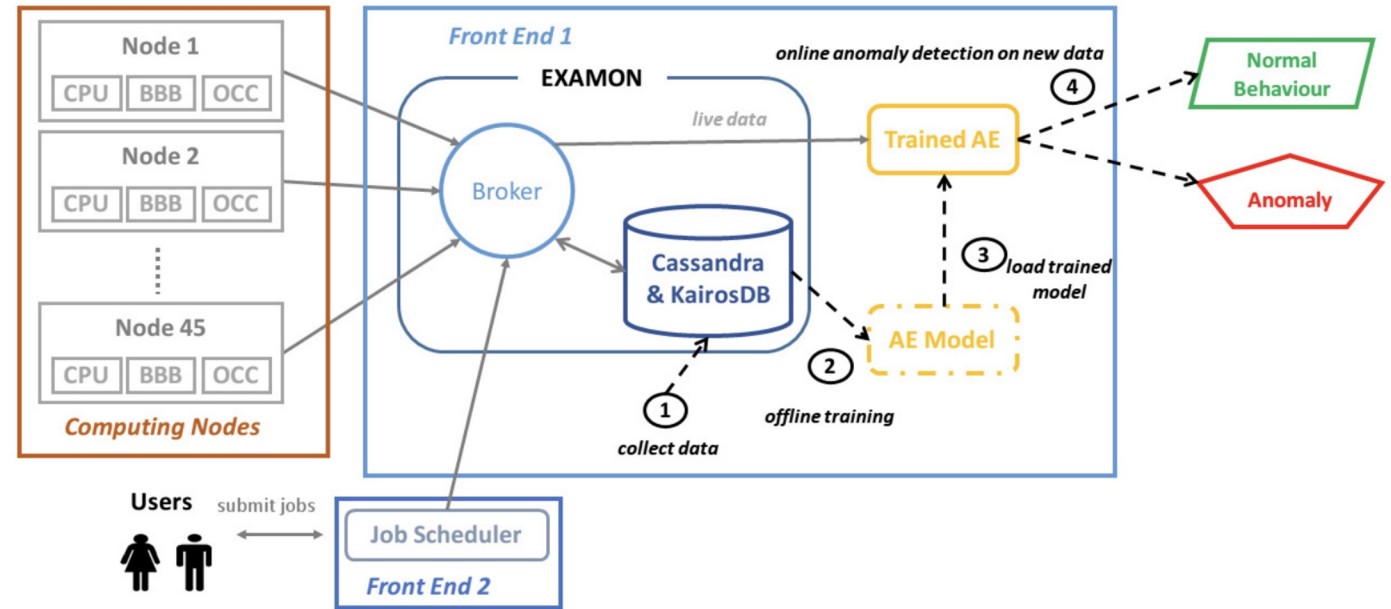 Node 1
CPU BBB OCC
Node 2
CPU BBB OCC
Node 45
CPU BBB OCC
Computing Nodes
Users
submit jobs
Job Scheduler
Front End 2
Front End 1
EXAMON
Broker
live data
Cassandra
& KairosDB
1
collect data
2
offline training
AE Model
3
load trained
model
Trained AE
online anomaly detection on new data
4
Normal
Behaviour
Anomaly